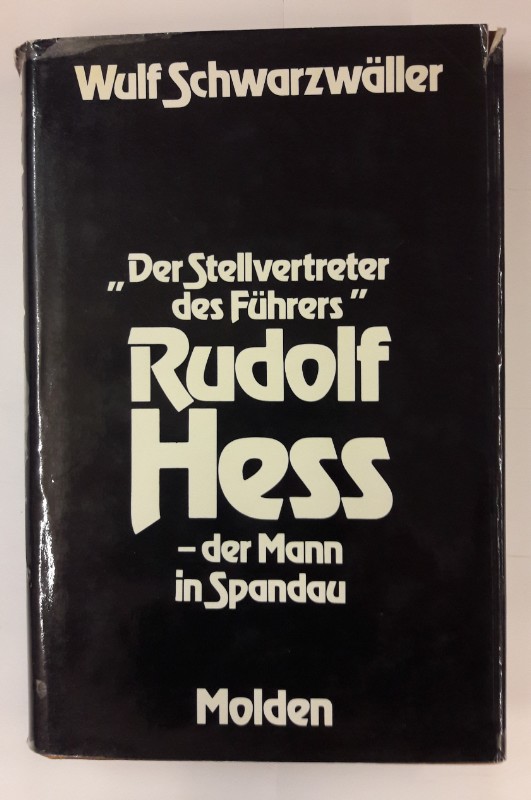 Wulf Schwarzwäller
„Der Stellvertreter
des Führers”
Rudolf
Hess
– der Mann
in Spandau
Molden